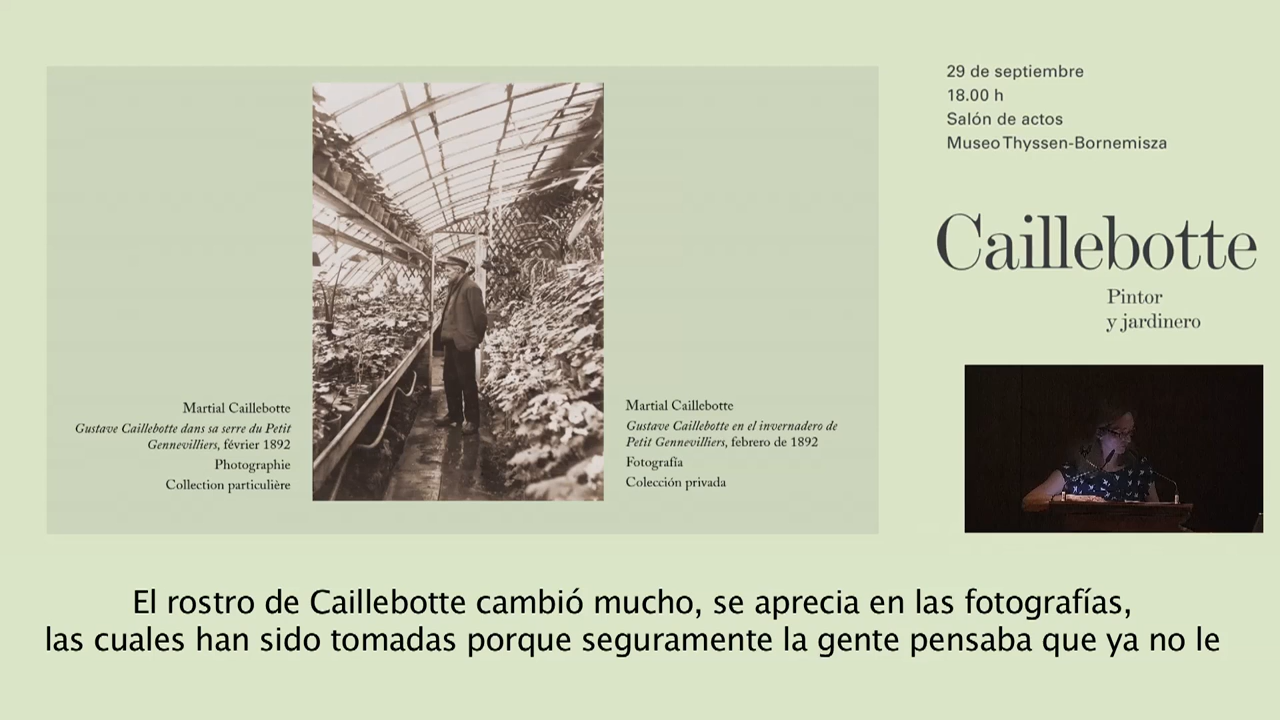 29 de septiembre
18.00 h
Salón de actos
Museo Thyssen-Bornemisza
Caillebotte
Pintor
y jardinero
Martial Caillebotte
Gustave Caillebotte dans sa serre du Petit
Gennevilliers, février 1892
Photographie
Collection particulière
Martial Caillebotte
Gustave Caillebotte en el invernadero de
Petit Gennevilliers, febrero de 1892
Fotografía
Colección privada
El rostro de Caillebotte cambió mucho, se aprecia en las fotografías,
las cuales han sido tomadas porque seguramente la gente pensaba que ya no le